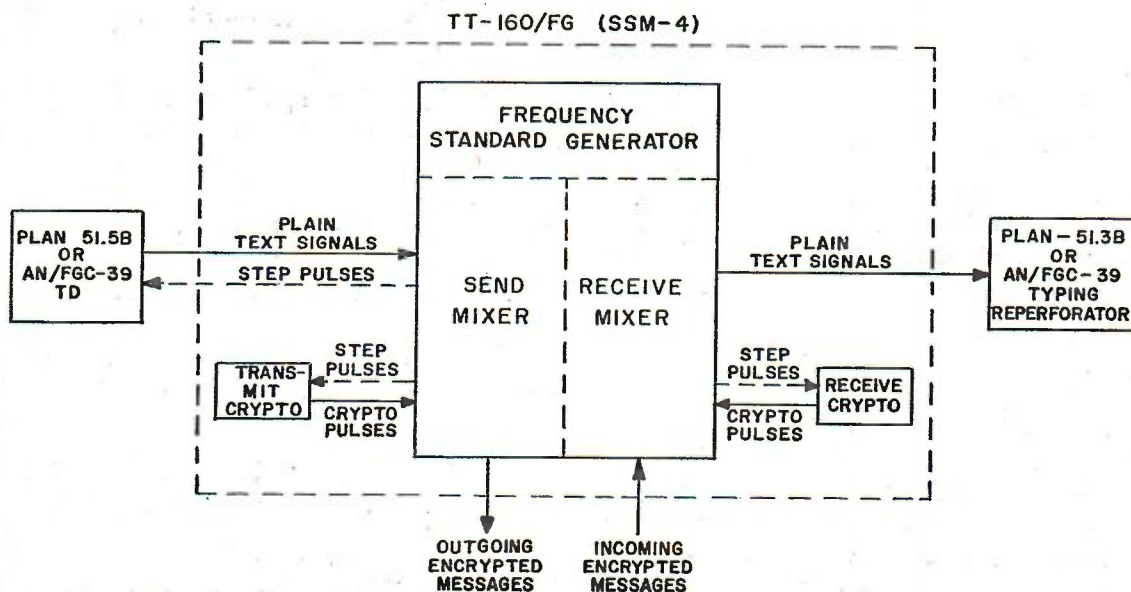 TT-160/FG (SSM-4)
FREQUENCY
STANDARD GENERATOR
PLAN 51.5B
OR
AN/FGC-39
TD
PLAIN
TEXT SIGNALS
STEP PULSES
SEND
MIXER
RECEIVE
MIXER
PLAIN
TEXT SIGNALS
PLAN-51.3B
OR
AN/FGC-39
TYPING
REPERFORATOR
TRANS-
MIT
CRYPTO
STEP
PULSES
CRYPTO
PULSES
STEP
PULSES
CRYPTO
PULSES
RECEIVE
CRYPTO
OUTGOING
ENCRYPTED
MESSAGES
INCOMING
ENCRYPTED
MESSAGES